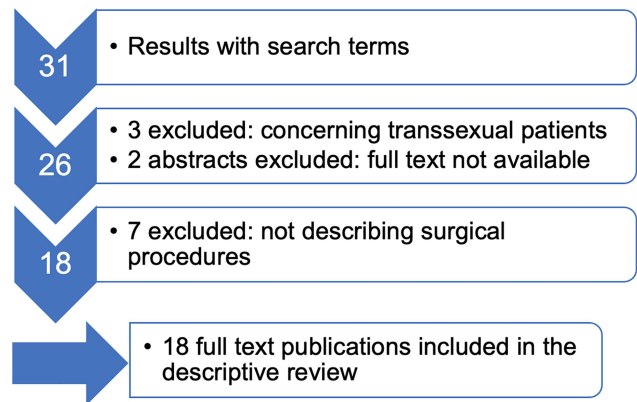 31
• Results with search terms
26
• 3 excluded: concerning transsexual patients
• 2 abstracts excluded: full text not available
18
• 7 excluded: not describing surgical
procedures
• 18 full text publications included in the
descriptive review